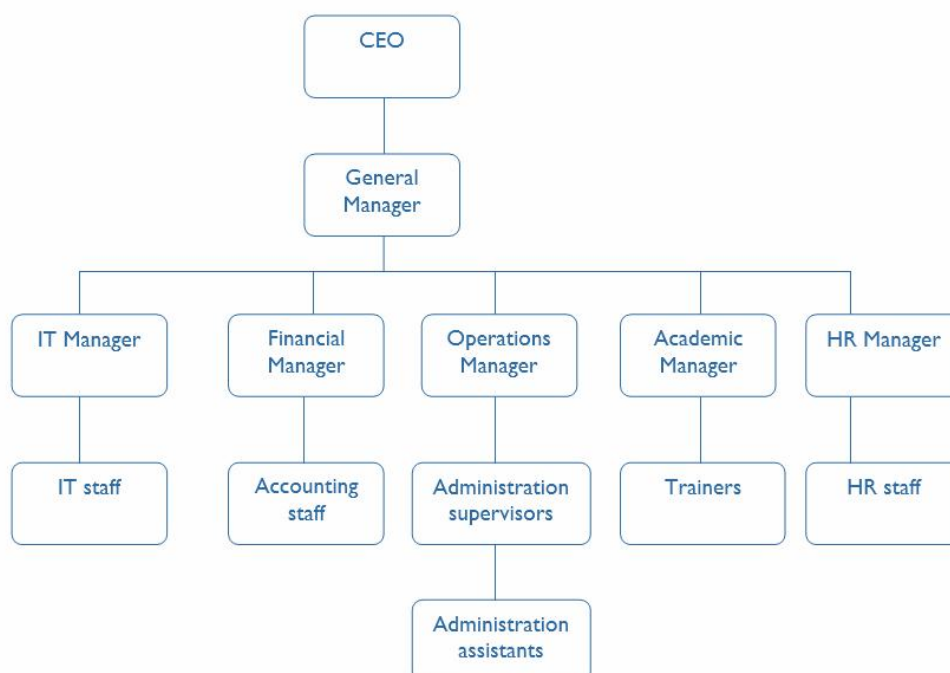 CEO
General
Manager
IT Manager
Financial
Manager
Operations
Manager
Academic
Manager
HR Manager
IT staff
Accounting
staff
Administration
supervisors
Trainers
HR staff
Administration
assistants